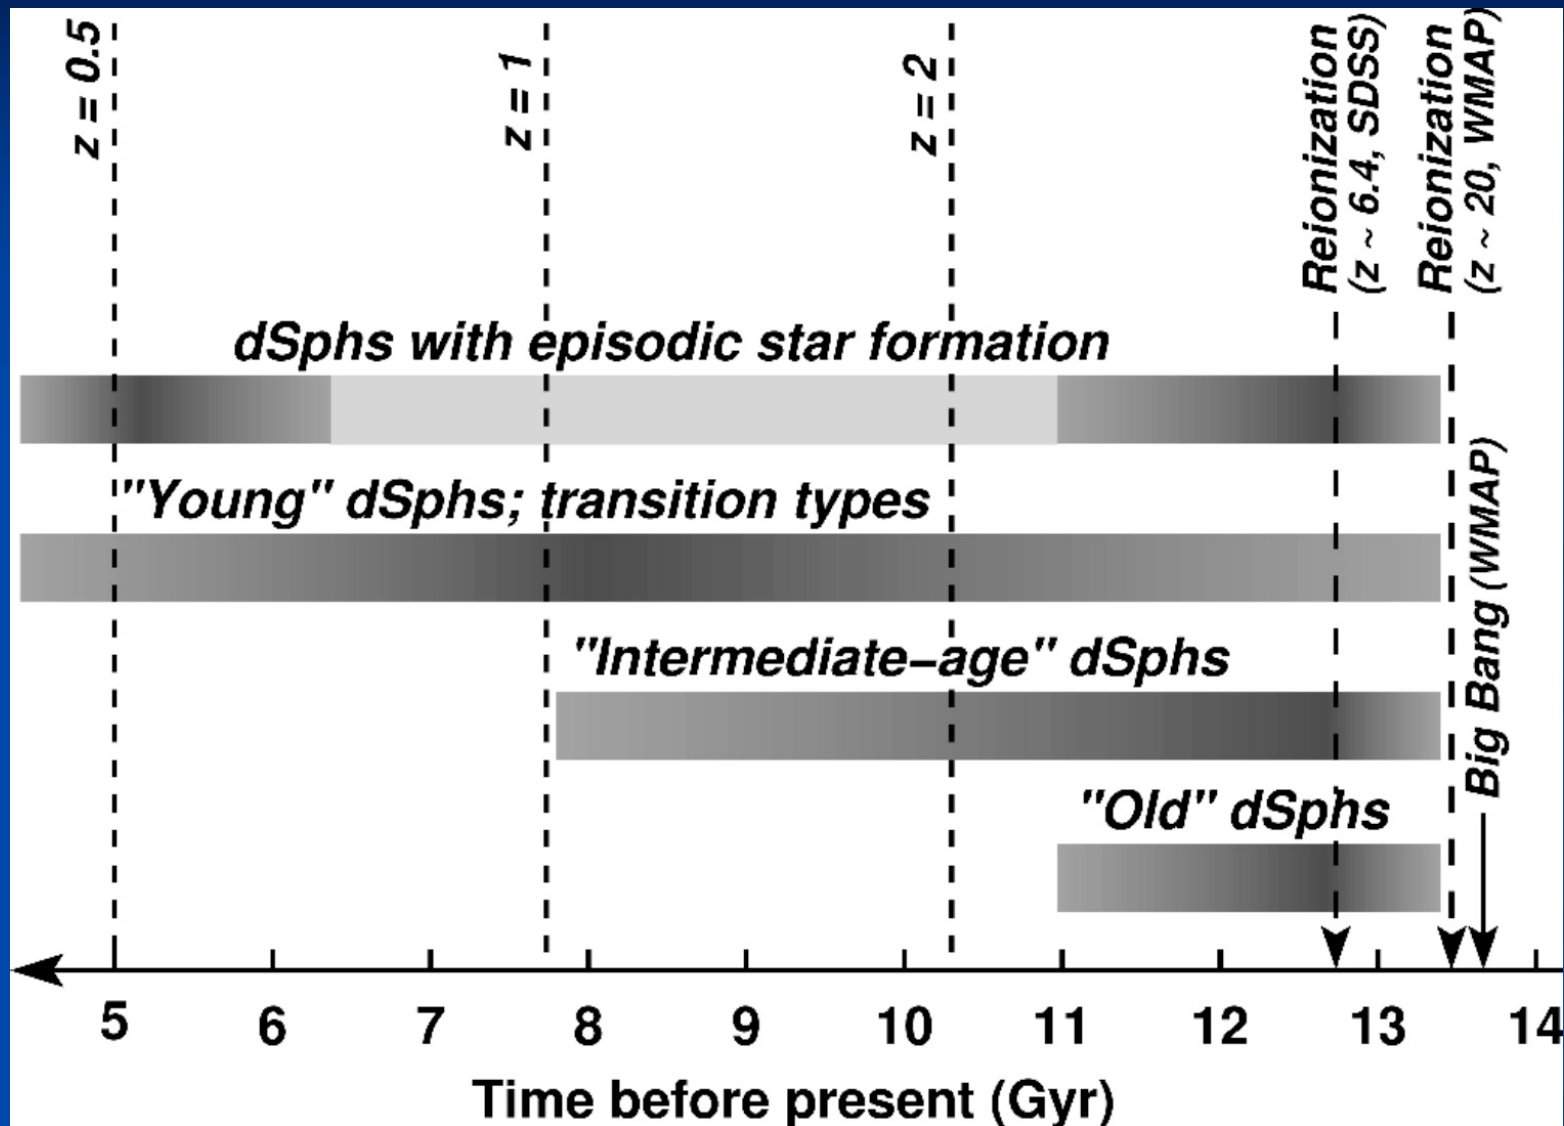 z = 0.5
z = 1
z = 2
Reionization
(z ~ 6.4, SDSS)
Reionization
(z ~ 20, WMAP)
dSphs with episodic star formation
"Young" dSphs; transition types
"Intermediate–age" dSphs
"Old" dSphs
Big Bang (WMAP)
5 6 7 8 9 10 11 12 13 14
Time before present (Gyr)